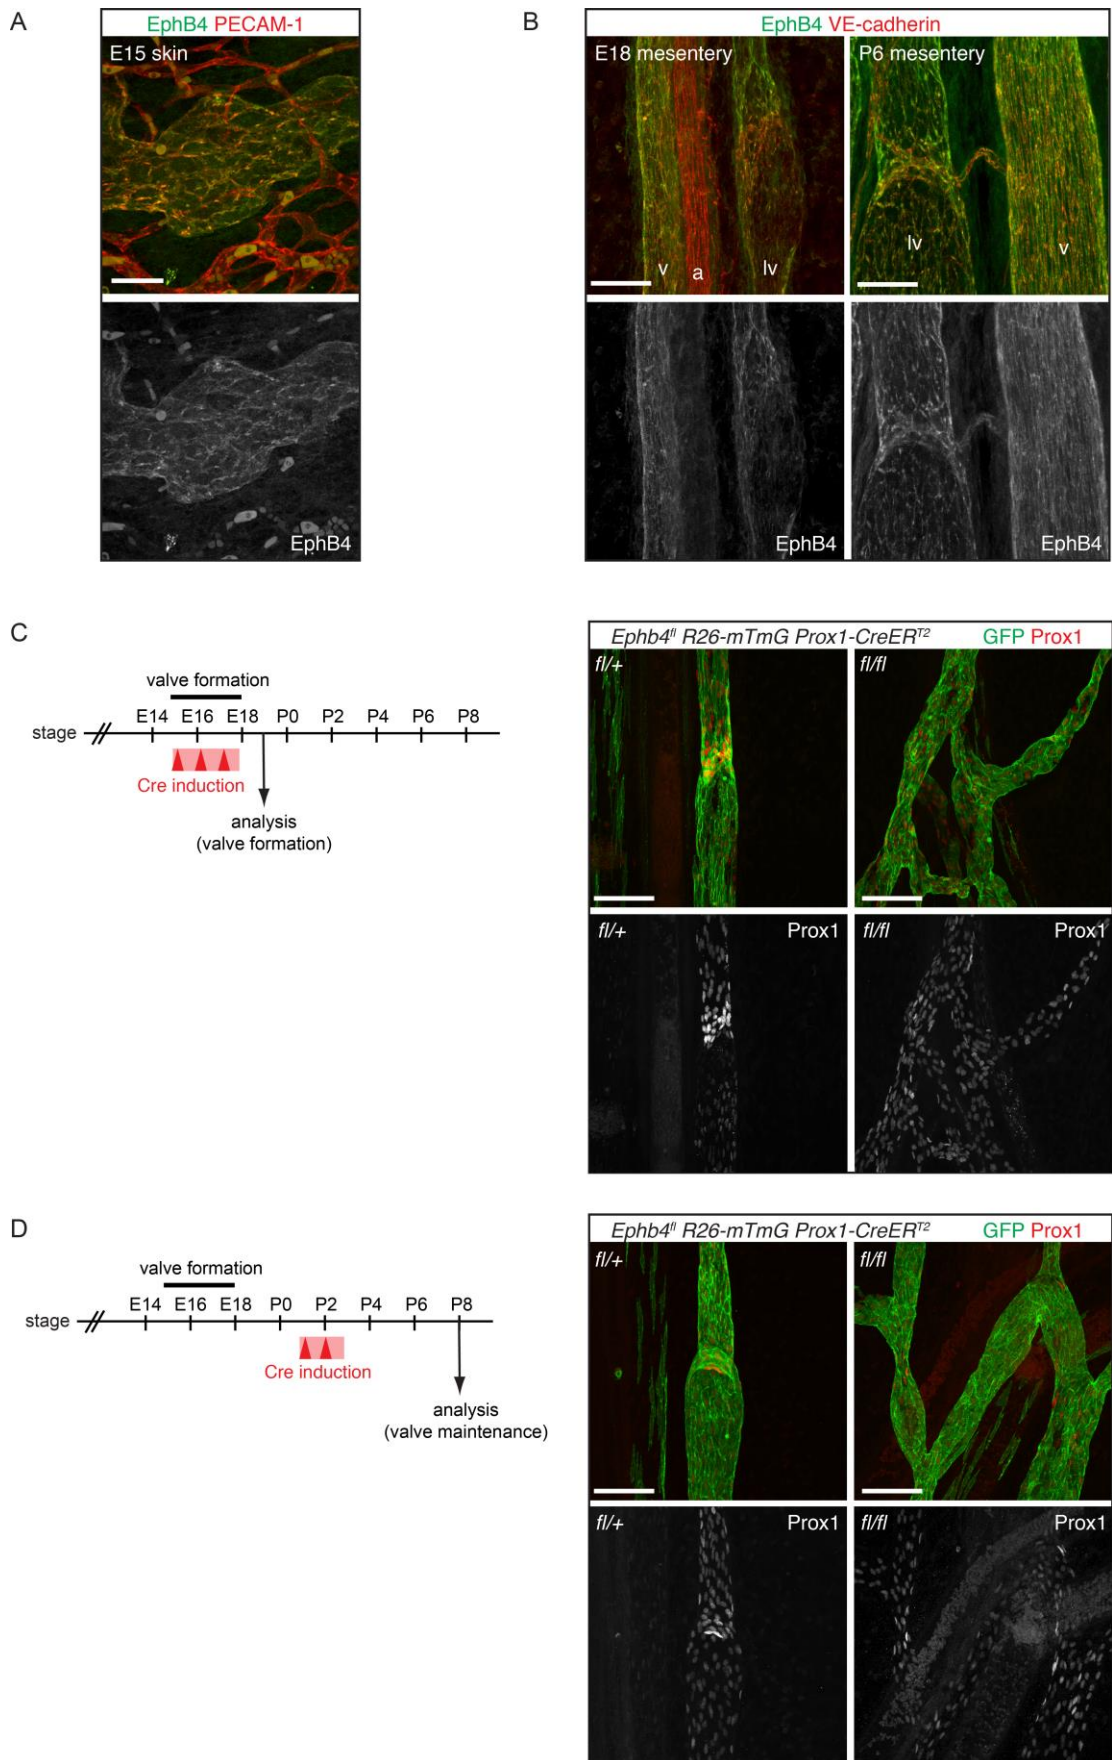 A
EphB4 PECAM-1
E15 skin
EphB4
B
EphB4 VE-cadherin
E18 mesentery
P6 mesentery
v
a
lv
lv
v
EphB4
EphB4
C
valve formation
E14 E16 E18 P0 P2 P4 P6 P8
stage
Cre induction
analysis
(valve formation)
Ephb4fl R26-mTmG Prox1-CreERT2 GFP Prox1
fl/+
fl/fl
fl/+ Prox1
fl/fl Prox1
D
valve formation
E14 E16 E18 P0 P2 P4 P6 P8
stage
Cre induction
analysis
(valve maintenance)
Ephb4fl R26-mTmG Prox1-CreERT2 GFP Prox1
fl/+
fl/fl
fl/+ Prox1
fl/fl Prox1